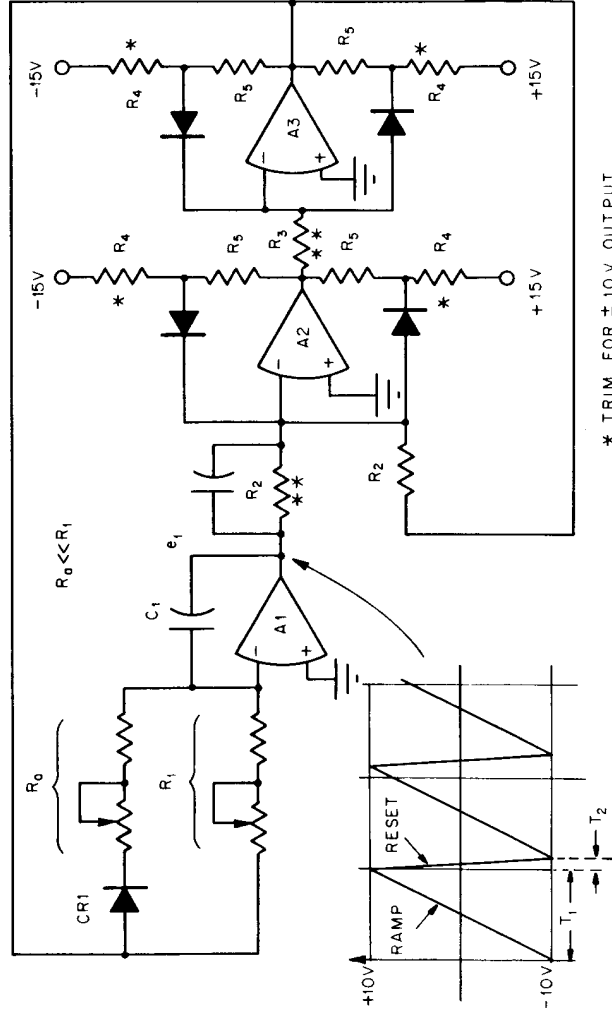 -15V
-15V
R4
*
R4
*
R5
R5
Ra << R1
Ra
CR1
R1
C1
e1
A1
-
+
R2
**
A2
-
+
R3
**
A3
-
+
R2
R5
R5
R4
*
R4
*
+15V
+15V
+10V
RAMP
RESET
-10V
T1
T2
* TRIM FOR ±10V OUTPUT